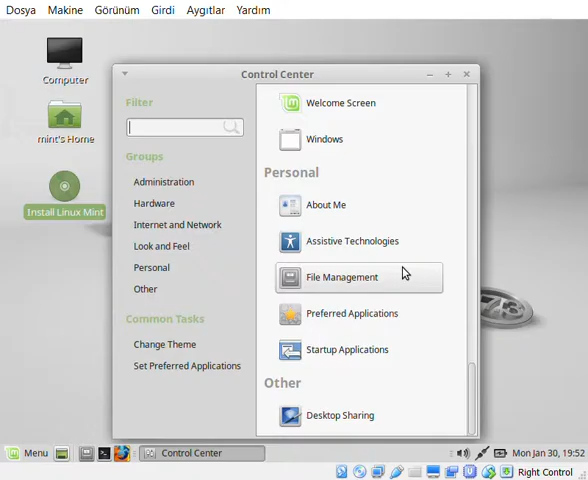 Dosya Makine Görünüm Girdi Aygıtlar Yardım
Computer
mint's Home
Install Linux Mint
Control Center
Filter
Groups
Administration
Hardware
Internet and Network
Look and Feel
Personal
Other
Common Tasks
Change Theme
Set Preferred Applications
Welcome Screen
Windows
Personal
About Me
Assistive Technologies
File Management
Preferred Applications
Startup Applications
Other
Desktop Sharing
Menu
Control Center
Mon Jan 30, 19:52
Right Control